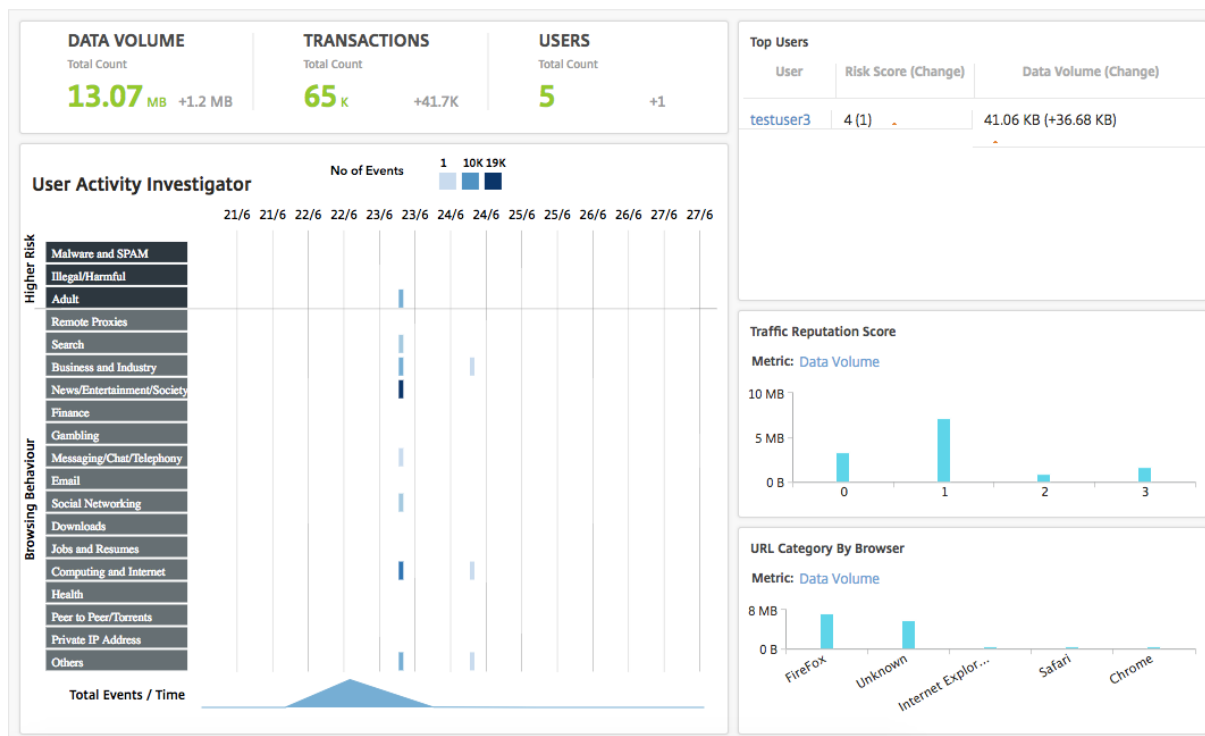 DATA VOLUME
Total Count
13.07 MB +1.2 MB
TRANSACTIONS
Total Count
65 K +41.7K
USERS
Total Count
5 +1
User Activity Investigator
No of Events
1 10K 19K
21/6 21/6 22/6 22/6 23/6 23/6 24/6 24/6 25/6 25/6 26/6 26/6 27/6 27/6
Higher Risk
Malware and SPAM
Illegal/Harmful
Adult
Browsing Behaviour
Remote Proxies
Search
Business and Industry
News/Entertainment/Society
Finance
Gambling
Messaging/Chat/Telephony
Email
Social Networking
Downloads
Jobs and Resumes
Computing and Internet
Health
Peer to Peer/Torrents
Private IP Address
Others
Total Events / Time
Top Users
User Risk Score (Change) Data Volume (Change)
testuser3 4 (1) 41.06 KB (+36.68 KB)
Traffic Reputation Score
Metric: Data Volume
10 MB
5 MB
0 B
0 1 2 3
URL Category By Browser
Metric: Data Volume
8 MB
0 B
FireFox Unknown Internet Explor... Safari Chrome